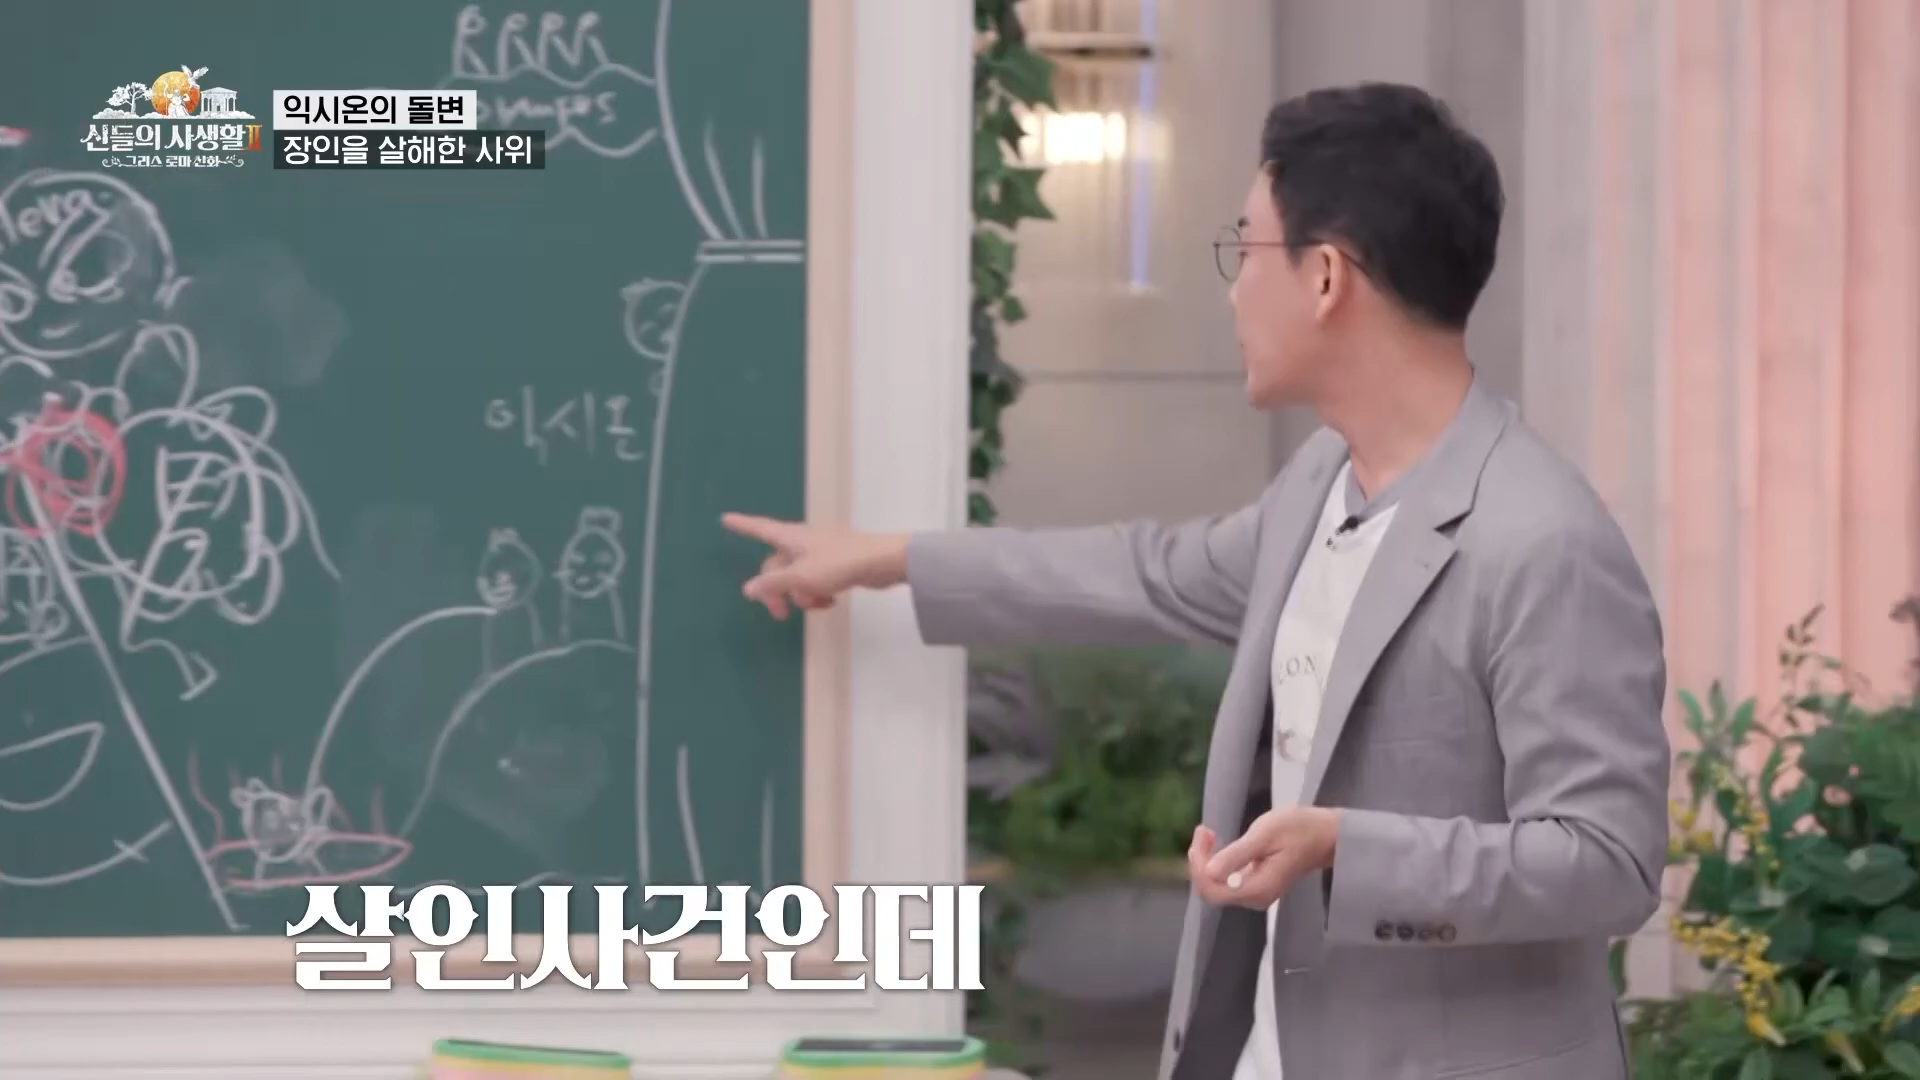 신들의 사생활 II
그리스 로마 신화
익시온의 돌변
장인을 살해한 사위
익시온
살인사건인데